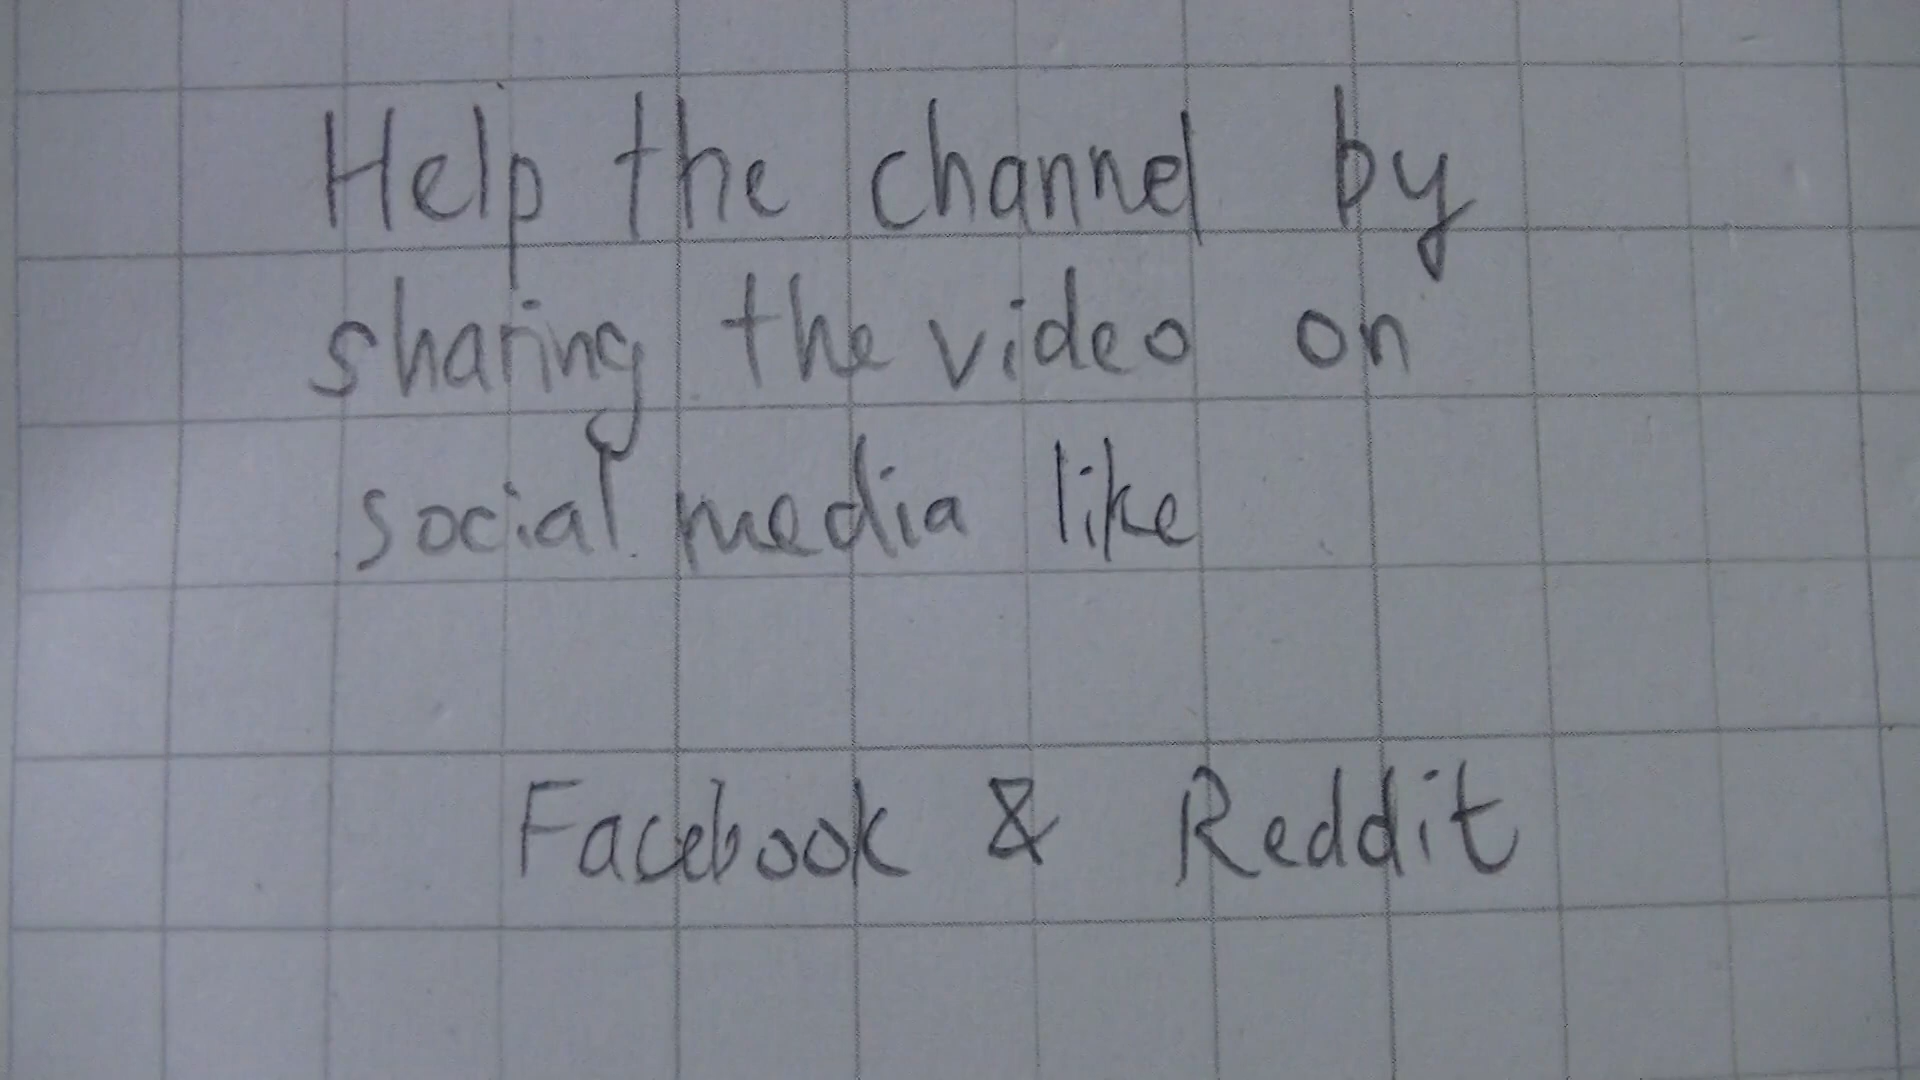 Help the channel by
sharing the video on
social media like
Facebook & Reddit